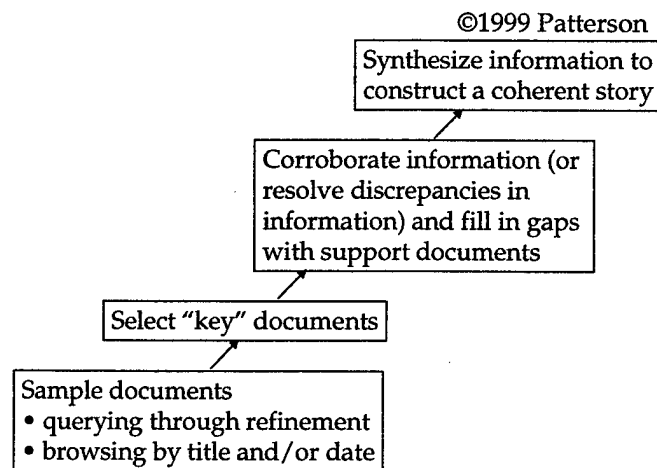 ©1999 Patterson
Synthesize information to
construct a coherent story
Corroborate information (or
resolve discrepancies in
information) and fill in gaps
with support documents
Select “key” documents
Sample documents
• querying through refinement
• browsing by title and/or date